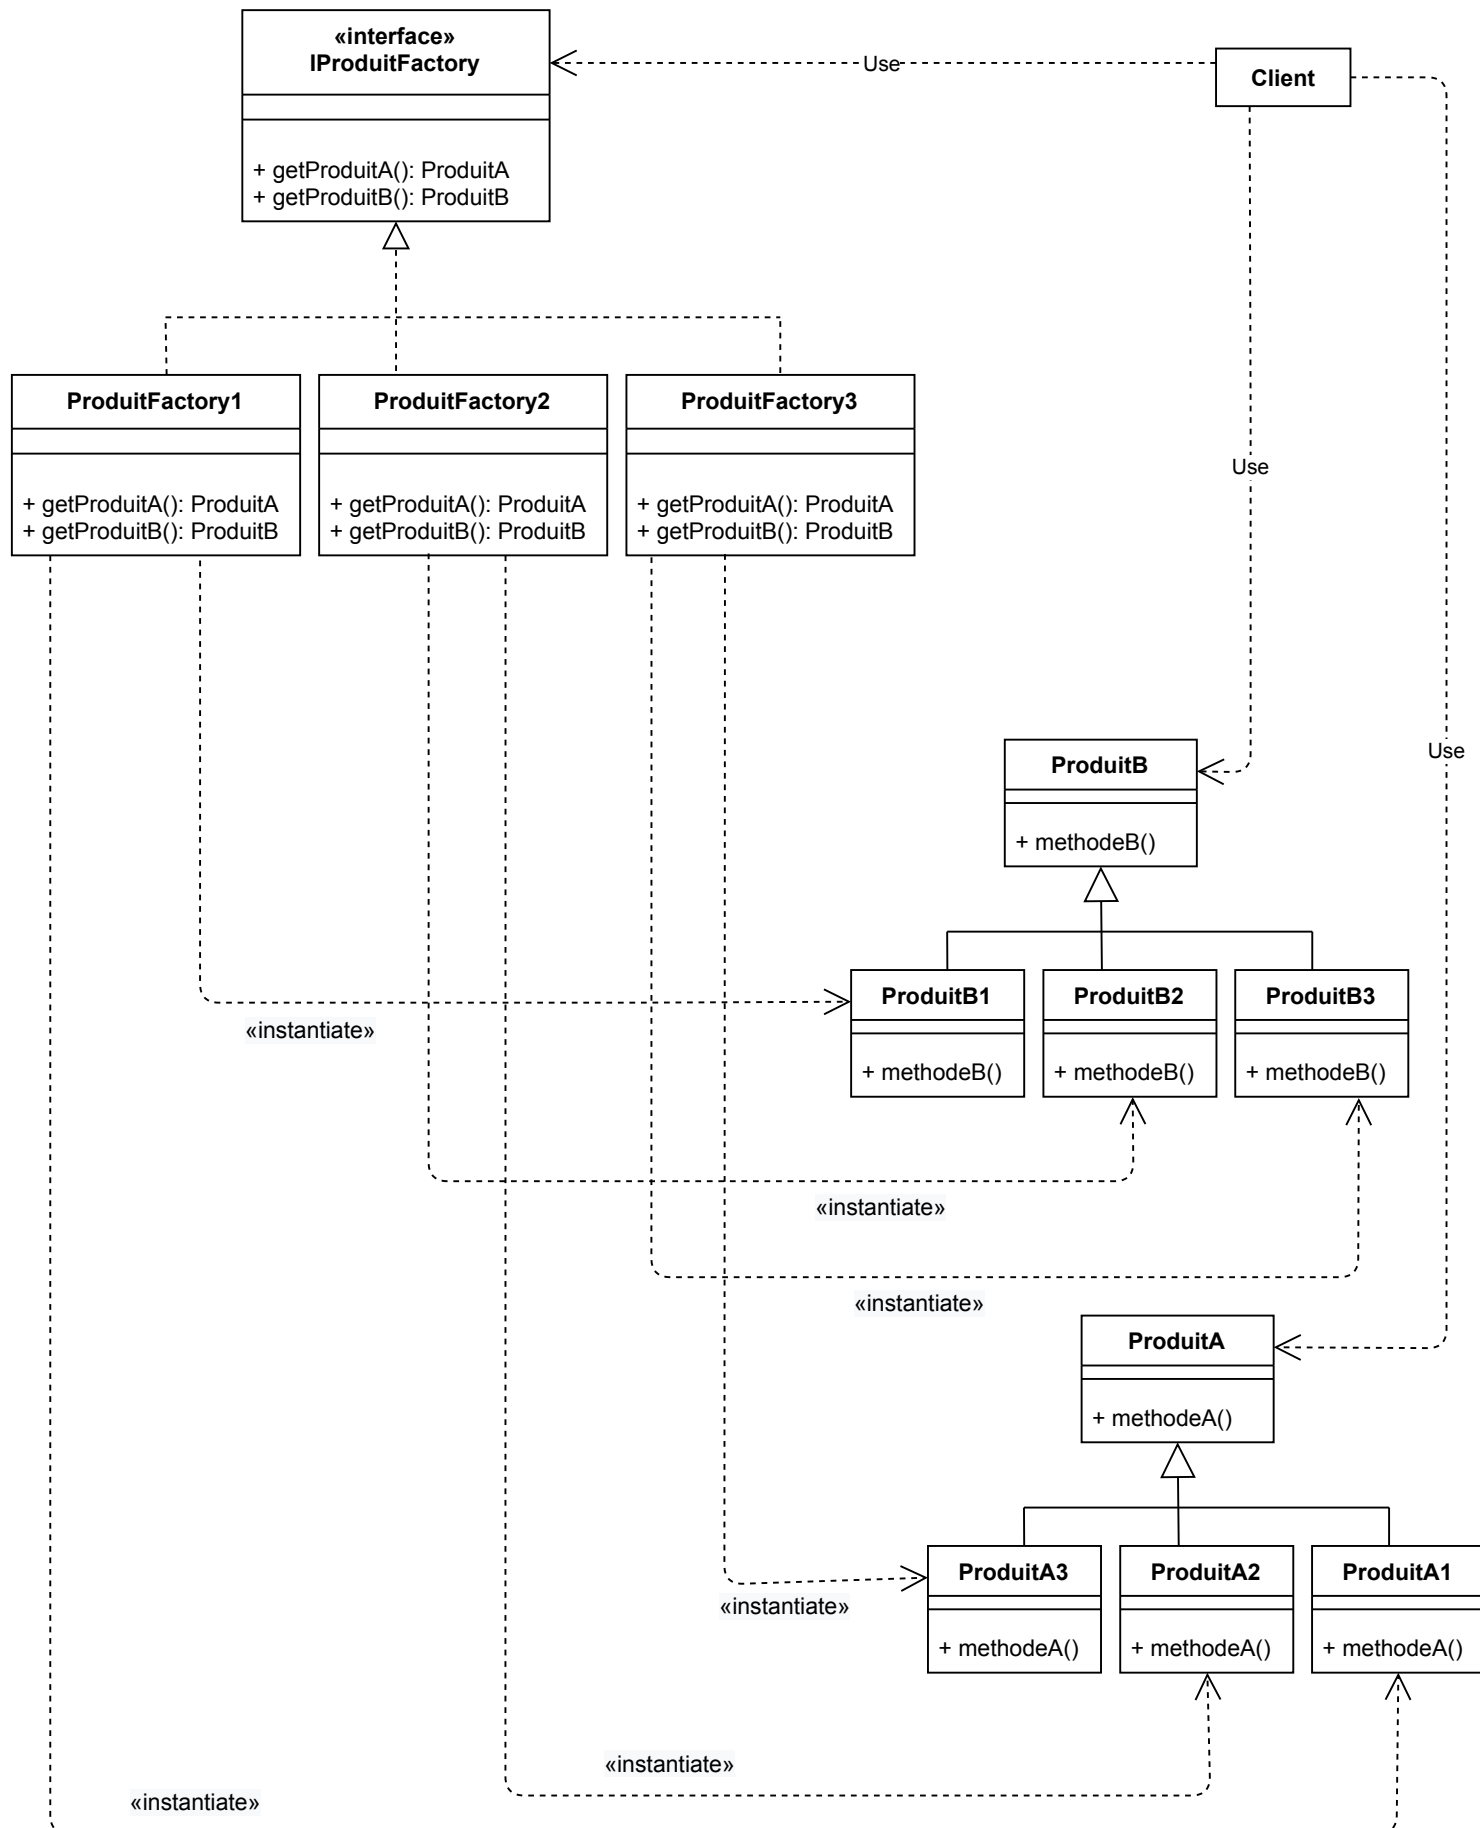 «interface»
IProduitFactory
+ getProduitA(): ProduitA
+ getProduitB(): ProduitB
Use
Client
ProduitFactory1
+ getProduitA(): ProduitA
+ getProduitB(): ProduitB
ProduitFactory2
+ getProduitA(): ProduitA
+ getProduitB(): ProduitB
ProduitFactory3
+ getProduitA(): ProduitA
+ getProduitB(): ProduitB
Use
Use
ProduitB
+ methodeB()
ProduitB1
+ methodeB()
ProduitB2
+ methodeB()
ProduitB3
+ methodeB()
«instantiate»
«instantiate»
«instantiate»
ProduitA
+ methodeA()
ProduitA3
+ methodeA()
ProduitA2
+ methodeA()
ProduitA1
+ methodeA()
«instantiate»
«instantiate»
«instantiate»